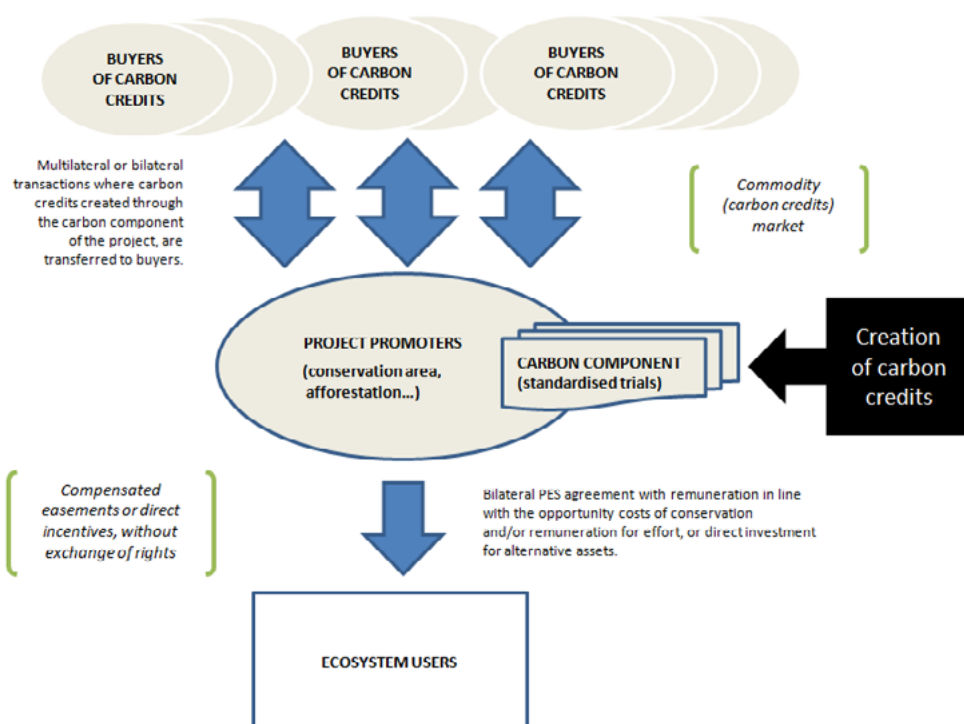 BUYERS
OF CARBON
CREDITS
BUYERS
OF CARBON
CREDITS
BUYERS
OF CARBON
CREDITS
Multilateral or bilateral
transactions where carbon
credits created through
the carbon component
of the project, are
transferred to buyers.
Commodity
(carbon credits)
market
PROJECT PROMOTERS
(conservation area,
afforestation...)
CARBON COMPONENT
(standardised trials)
Creation
of carbon
credits
Compensated
easements or direct
incentives, without
exchange of rights
Bilateral PES agreement with remuneration in line
with the opportunity costs of conservation
and/or remuneration for effort, or direct investment
for alternative assets.
ECOSYSTEM USERS